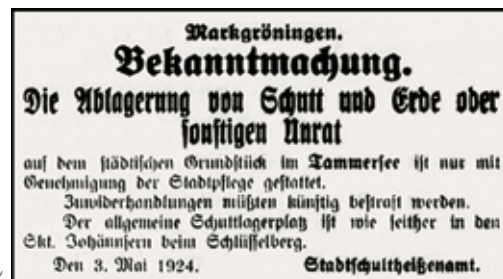 Markgröningen.
Bekanntmachung.
Die Ablagerung von Schutt und Erde oder
sonstigen Unrat
auf dem städtischen Grundstück im Tammersee ist nur mit
Genehmigung der Stadtpflege gestattet.
Zuwiderhandlungen müßten künftig bestraft werden.
Der allgemeine Schuttlagerplatz ist wie seither in den
Skt. Johännsern beim Schlüsselberg.
Den 3. Mai 1924. Stadtschultheißenamt.